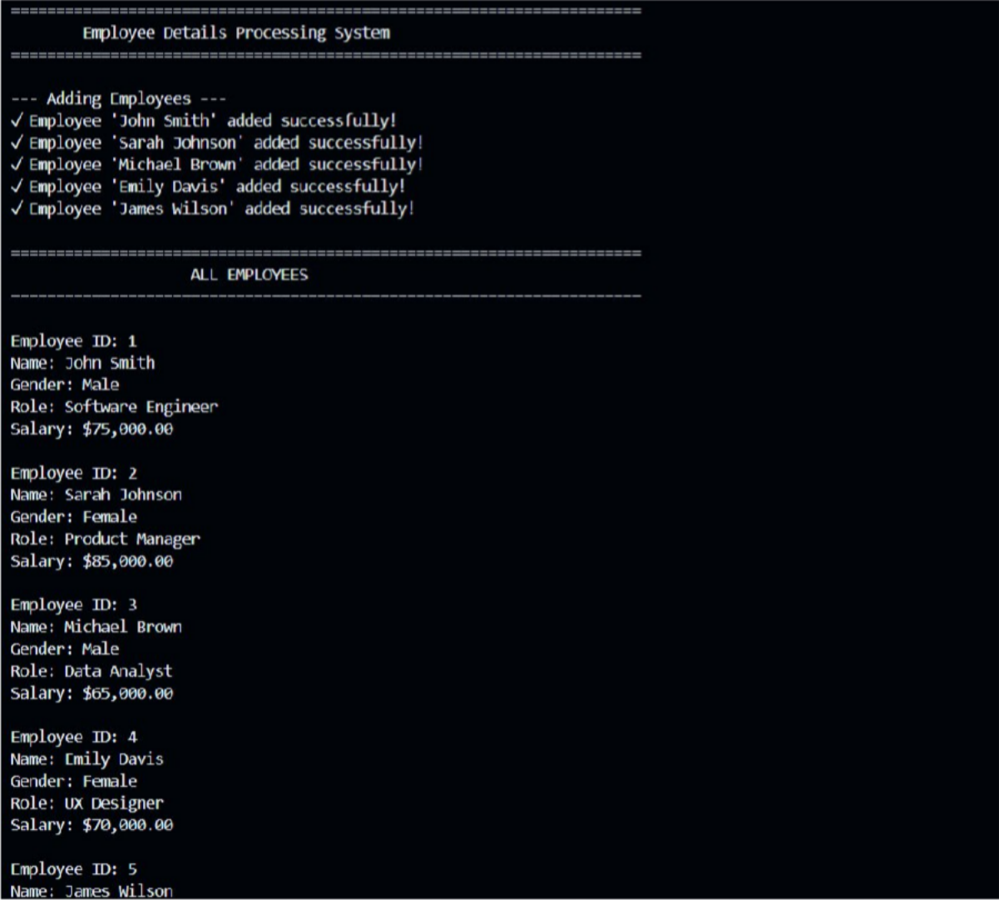 ======================================================================
Employee Details Processing System
======================================================================
--- Adding Employees ---
✓ Employee 'John Smith' added successfully!
✓ Employee 'Sarah Johnson' added successfully!
✓ Employee 'Michael Brown' added successfully!
✓ Employee 'Emily Davis' added successfully!
✓ Employee 'James Wilson' added successfully!
======================================================================
ALL EMPLOYEES
----------------------------------------------------------------------
Employee ID: 1
Name: John Smith
Gender: Male
Role: Software Engineer
Salary: $75,000.00
Employee ID: 2
Name: Sarah Johnson
Gender: Female
Role: Product Manager
Salary: $85,000.00
Employee ID: 3
Name: Michael Brown
Gender: Male
Role: Data Analyst
Salary: $65,000.00
Employee ID: 4
Name: Emily Davis
Gender: Female
Role: UX Designer
Salary: $70,000.00
Employee ID: 5
Name: James Wilson